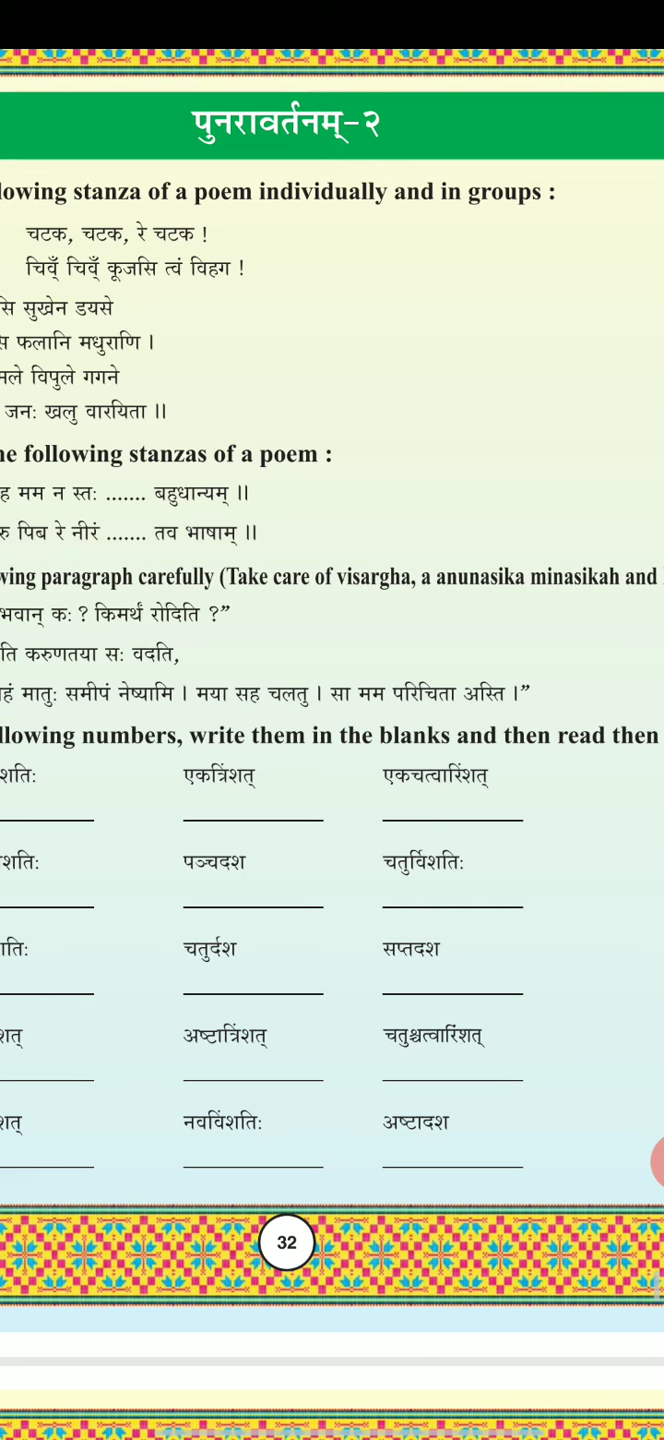 पुनरावर्तनम्-२
stanza of a poem individually and in groups :
चटक, चटक, रे चटक !
चिवँ चिवँ कूजसि त्वं विहग !
सुखेन डयसे
फलानि मधुराणि ।
विपुले गगने
जनः खलु वारयिता ॥
following stanzas of a poem :
मम न स्तः ....... बहुधान्यम् ॥
पिब रे नीरं ....... तव भाषाम् ॥
paragraph carefully (Take care of visargha, a anunasika minasikah and
भवान् कः ? किमर्थं रोदिति ?”
करुणतया सः वदति,
मातुः समीपं नेष्यामि । मया सह चलतु । सा मम परिचिता अस्ति ।”
numbers, write them in the blanks and then read then
एकत्रिंशत् एकचत्वारिंशत्
पञ्चदश चतुर्विंशतिः
चतुर्दश सप्तदश
अष्टात्रिंशत् चतुश्चत्वारिंशत्
नवविंशतिः अष्टादश
32